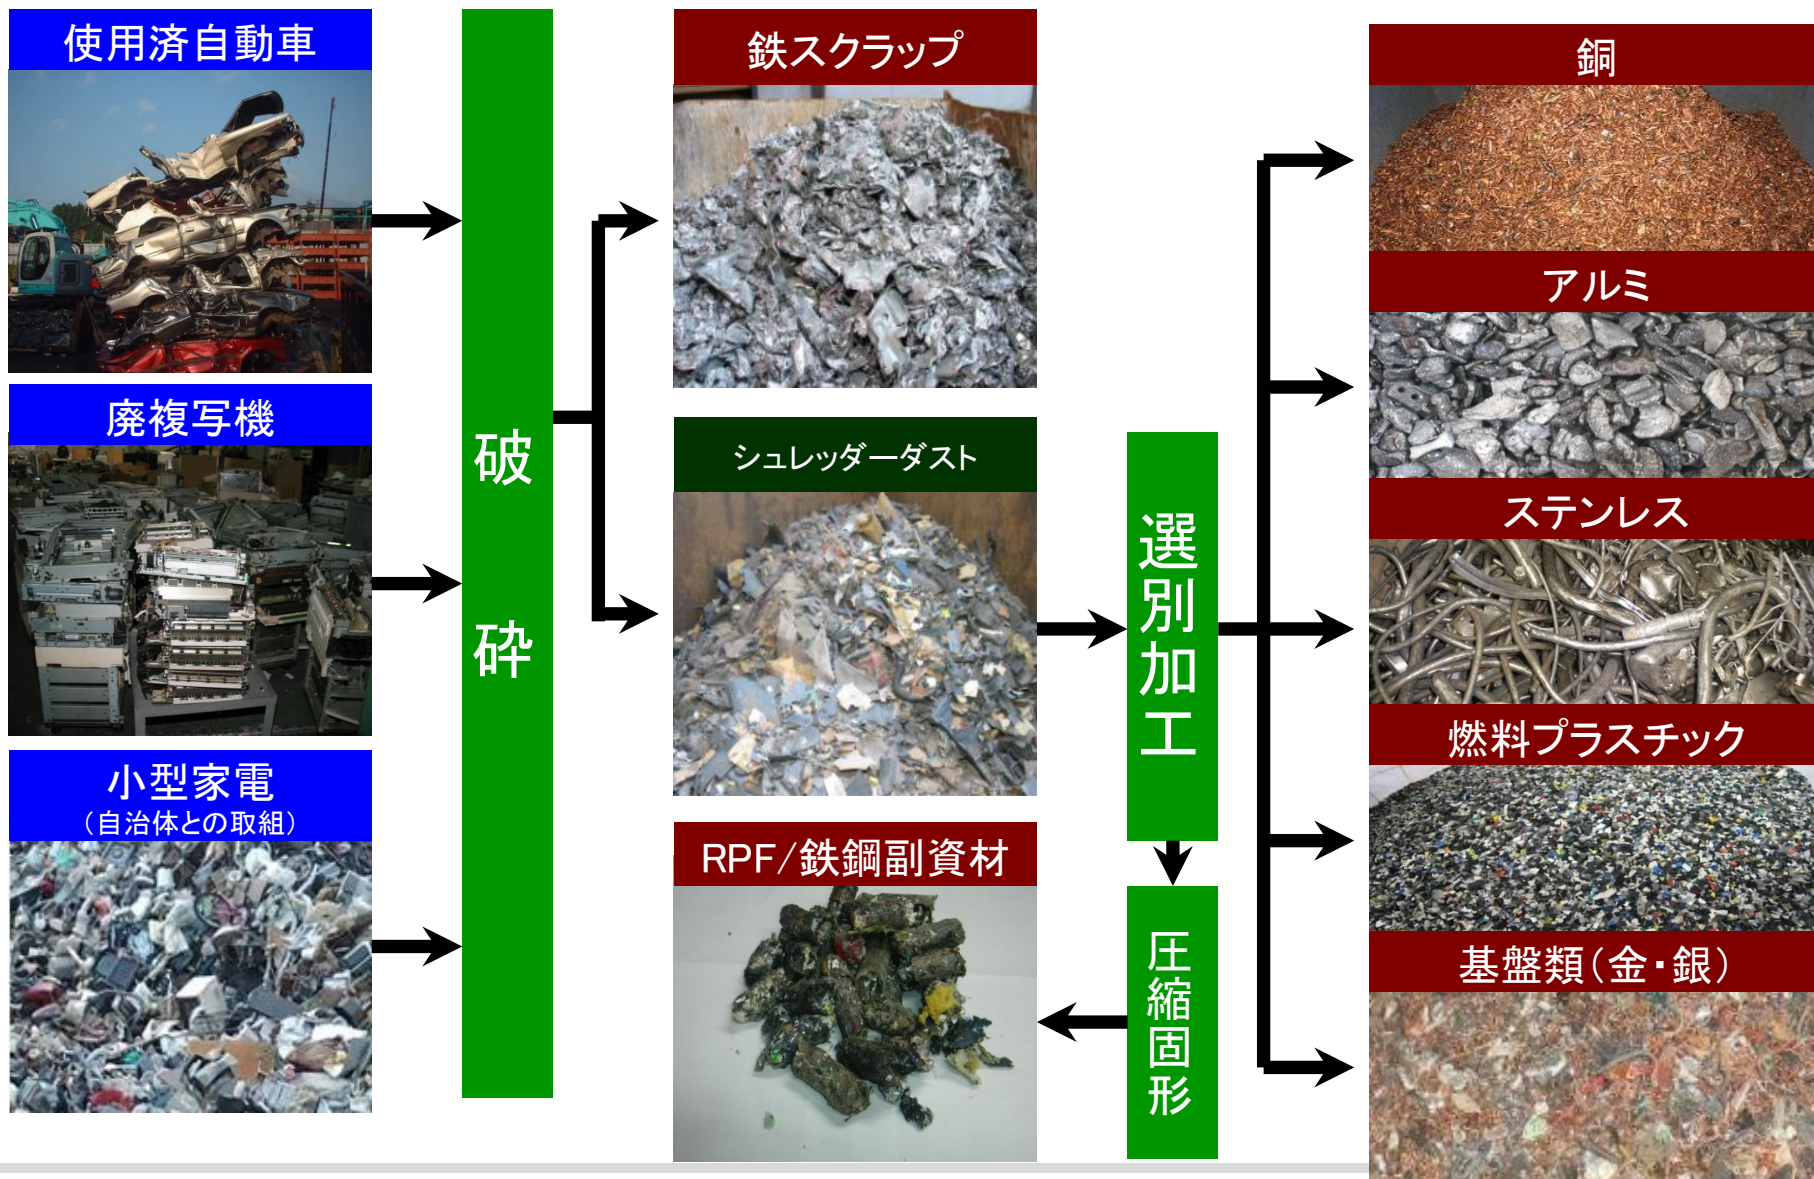 使用済自動車
廃複写機
小型家電
（自治体との取組）
破
砕
鉄スクラップ
シュレッダーダスト
RPF/鉄鋼副資材
選別加工
圧縮固形
銅
アルミ
ステンレス
燃料プラスチック
基盤類（金・銀）